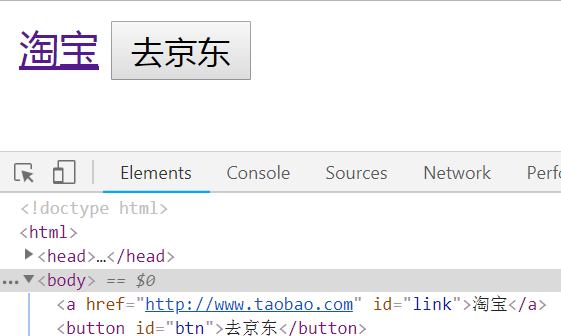 淘宝 去京东
Elements Console Sources Network Perfo
<!doctype html>
<html>
<head>…</head>
<body> == $0
<a href="http://www.taobao.com" id="link">淘宝</a>
<button id="btn">去京东</button>